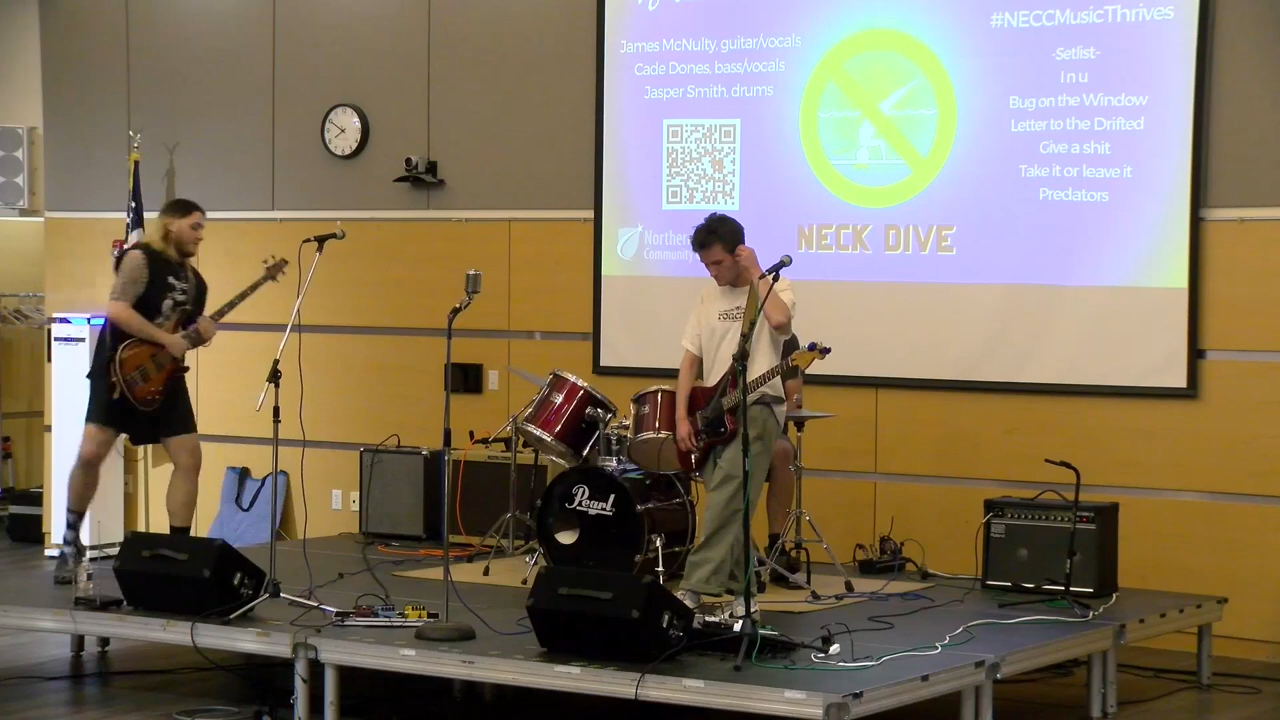 #NECCMusicThrives
James McNulty, guitar/vocals
Cade Dones, bass/vocals
Jasper Smith, drums
-Setlist-
I n u
Bug on the Window
Letter to the Drifted
Give a shit
Take it or leave it
Predators
NECK DIVE
Northern
Community
Pearl
Roland